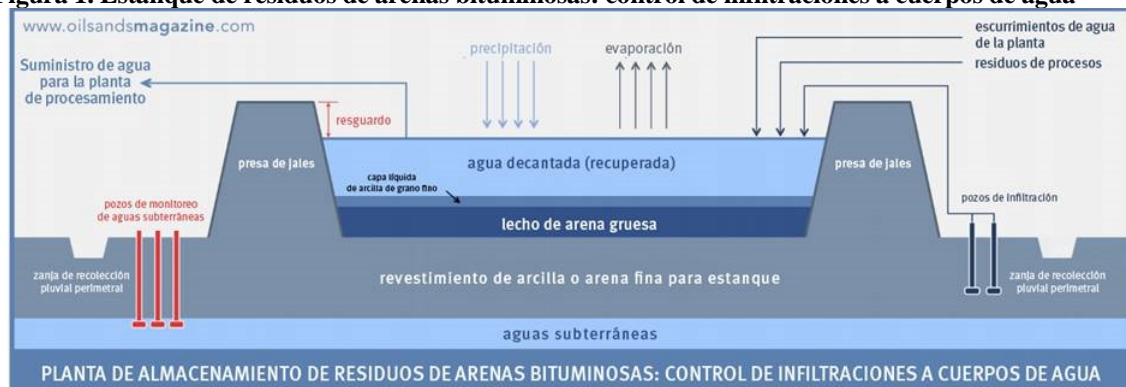 Figura 1. Estanque de residuos de arenas bituminosas: control de infiltraciones a cuerpos de agua
www.oilsandsmagazine.com
Suministro de agua
para la planta
de procesamiento
precipitación
evaporación
escurrimientos de agua
de la planta
residuos de procesos
resguardo
presa de jales
agua decantada (recuperada)
presa de jales
capa líquida
de arcilla de grano fino
pozos de monitoreo
de aguas subterráneas
pozos de infiltración
lecho de arena gruesa
zanja de recolección
pluvial perimetral
revestimiento de arcilla o arena fina para estanque
zanja de recolección
pluvial perimetral
aguas subterráneas
PLANTA DE ALMACENAMIENTO DE RESIDUOS DE ARENAS BITUMINOSAS: CONTROL DE INFILTRACIONES A CUERPOS DE AGUA